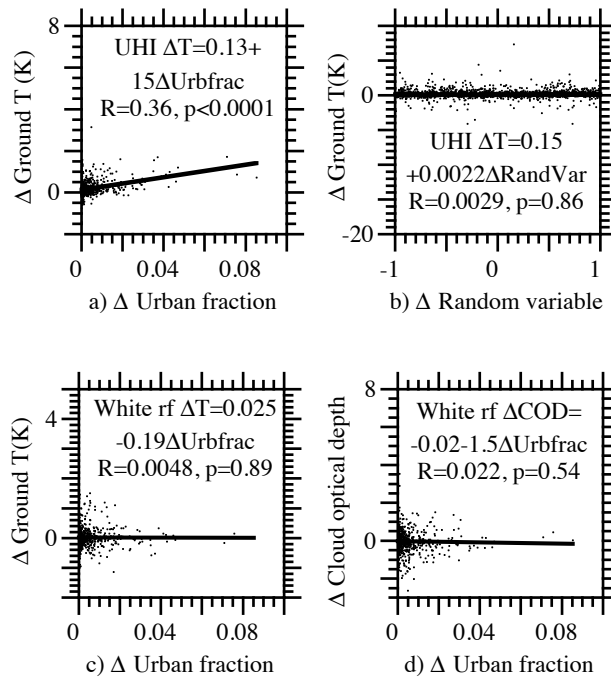 8
UHI ΔT=0.13+
15ΔUrbfrac
R=0.36, p<0.0001
Δ Ground T (K)
0
0 0.04 0.08
a) Δ Urban fraction
UHI ΔT=0.15
+0.0022ΔRandVar
R=0.0029, p=0.86
Δ Ground T(K)
0
-20
-1 0 1
b) Δ Random variable
White rf ΔT=0.025
-0.19ΔUrbfrac
R=0.0048, p=0.89
Δ Ground T(K)
4
0
0 0.04 0.08
c) Δ Urban fraction
8
White rf ΔCOD=
-0.02-1.5ΔUrbfrac
R=0.022, p=0.54
Δ Cloud optical depth
0
0 0.04 0.08
d) Δ Urban fraction